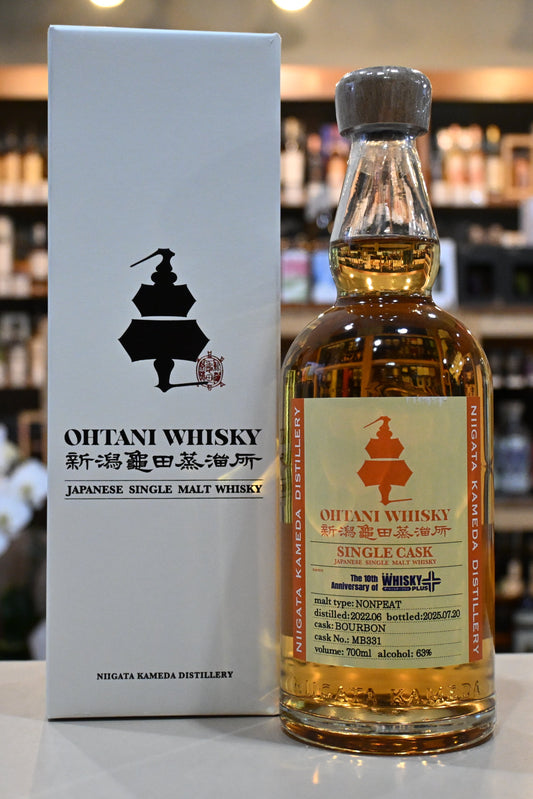 OHTANI WHISKY
新潟龜田蒸溜所
JAPANESE SINGLE MALT WHISKY
NIIGATA KAMEDA DISTILLERY
NIIGATA KAMEDA DISTILLERY
OHTANI WHISKY
新潟龜田蒸溜所
SINGLE CASK
JAPANESE SINGLE MALT WHISKY
The 10th
Anniversary of
WHISKY
PLUS
malt type: NONPEAT
distilled:2022.06 bottled:2025.07.20
cask: BOURBON
cask No.: MB331
volume: 700ml alcohol: 63%
NIIGATA KAMEDA DISTILLERY
NIIGATA KAMEDA